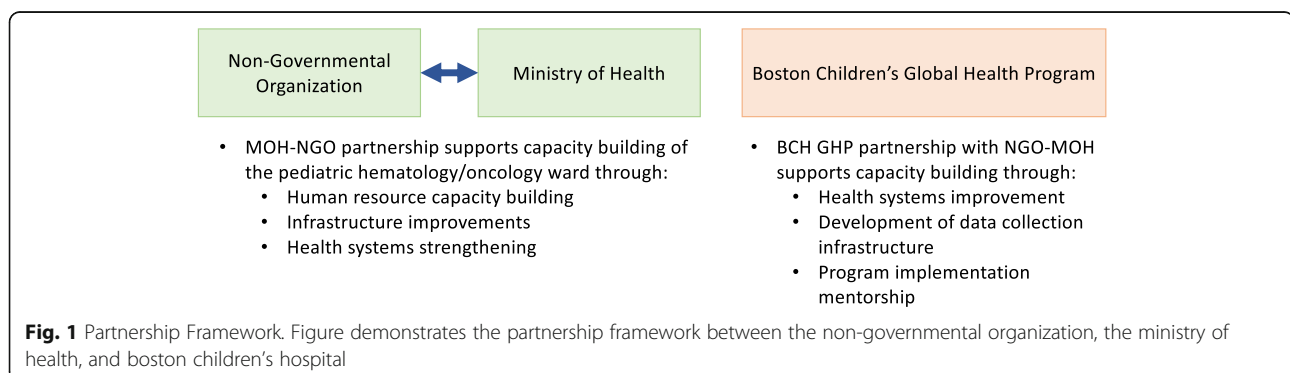 Non-Governmental
Organization
Ministry of Health
Boston Children’s Global Health Program
• MOH-NGO partnership supports capacity building of
the pediatric hematology/oncology ward through:
• Human resource capacity building
• Infrastructure improvements
• Health systems strengthening
• BCH GHP partnership with NGO-MOH
supports capacity building through:
• Health systems improvement
• Development of data collection
infrastructure
• Program implementation
mentorship
Fig. 1 Partnership Framework. Figure demonstrates the partnership framework between the non-governmental organization, the ministry of
health, and boston children’s hospital